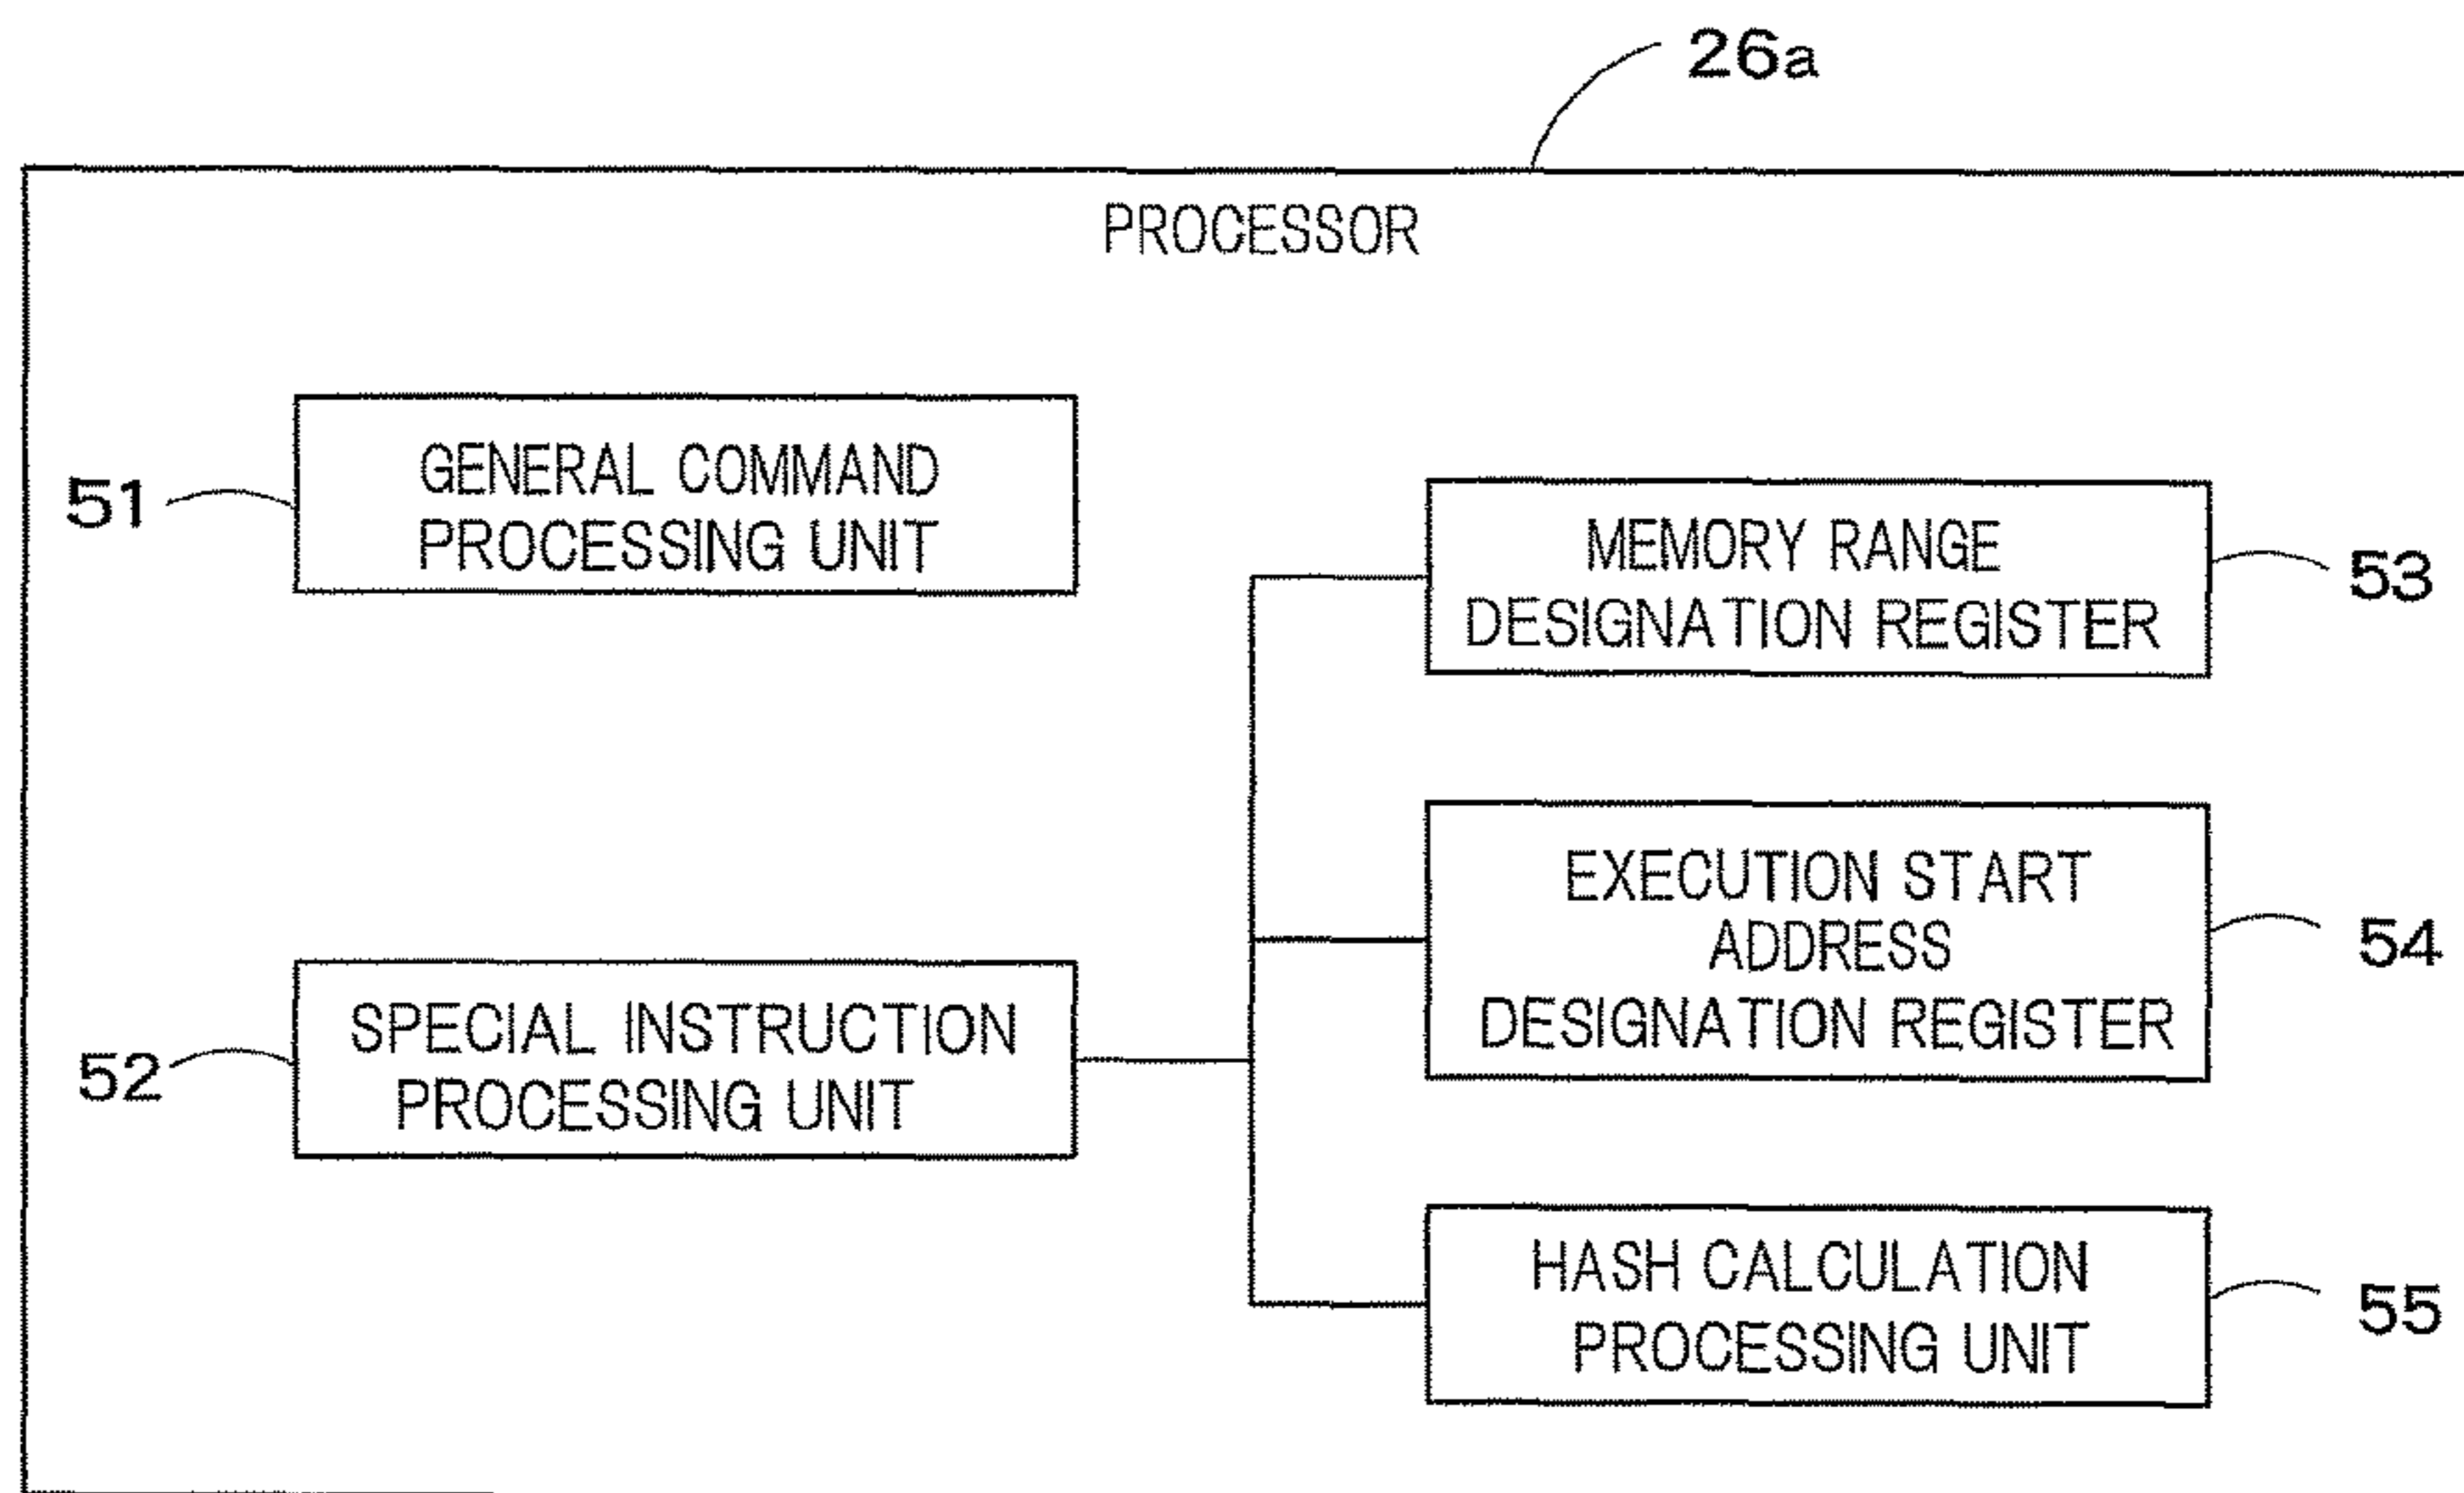 26a
PROCESSOR
51
GENERAL COMMAND
PROCESSING UNIT
MEMORY RANGE
DESIGNATION REGISTER
53
EXECUTION START
ADDRESS
DESIGNATION REGISTER
54
52
SPECIAL INSTRUCTION
PROCESSING UNIT
HASH CALCULATION
PROCESSING UNIT
55